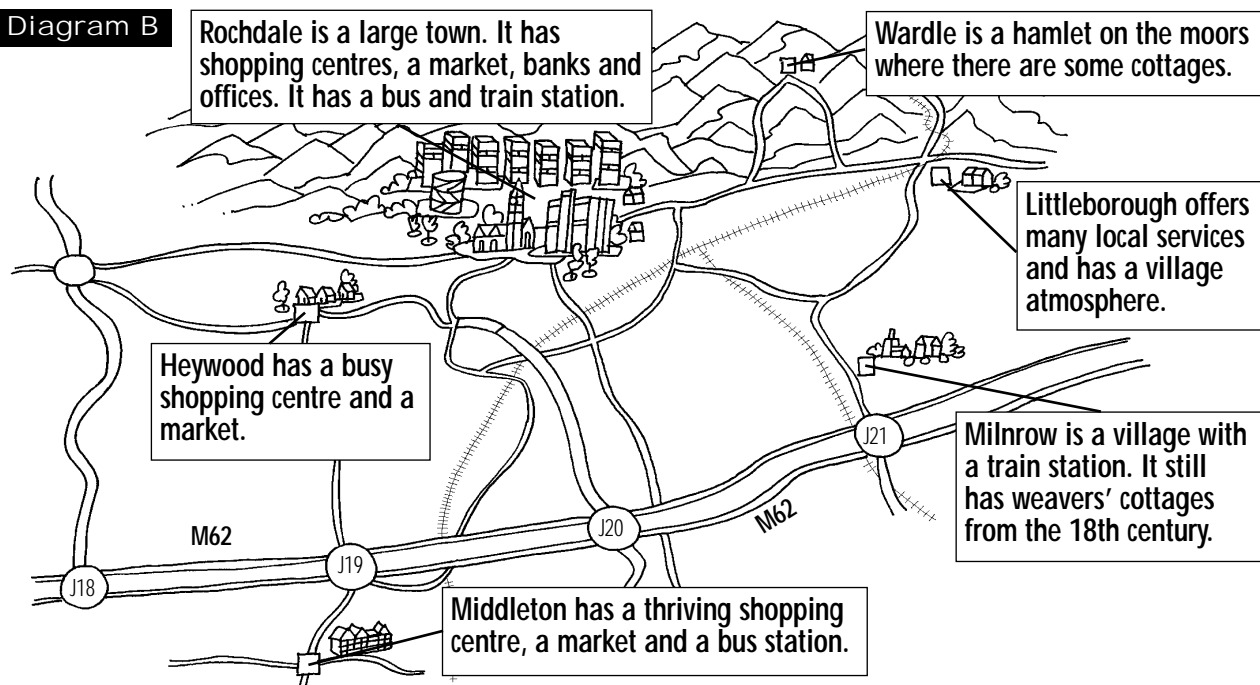 Diagram B
Rochdale is a large town. It has
shopping centres, a market, banks and
offices. It has a bus and train station.
Wardle is a hamlet on the moors
where there are some cottages.
Littleborough offers
many local services
and has a village
atmosphere.
Heywood has a busy
shopping centre and a
market.
Milnrow is a village with
a train station. It still
has weavers’ cottages
from the 18th century.
J21
M62
J20
M62
J19
J18
Middleton has a thriving shopping
centre, a market and a bus station.